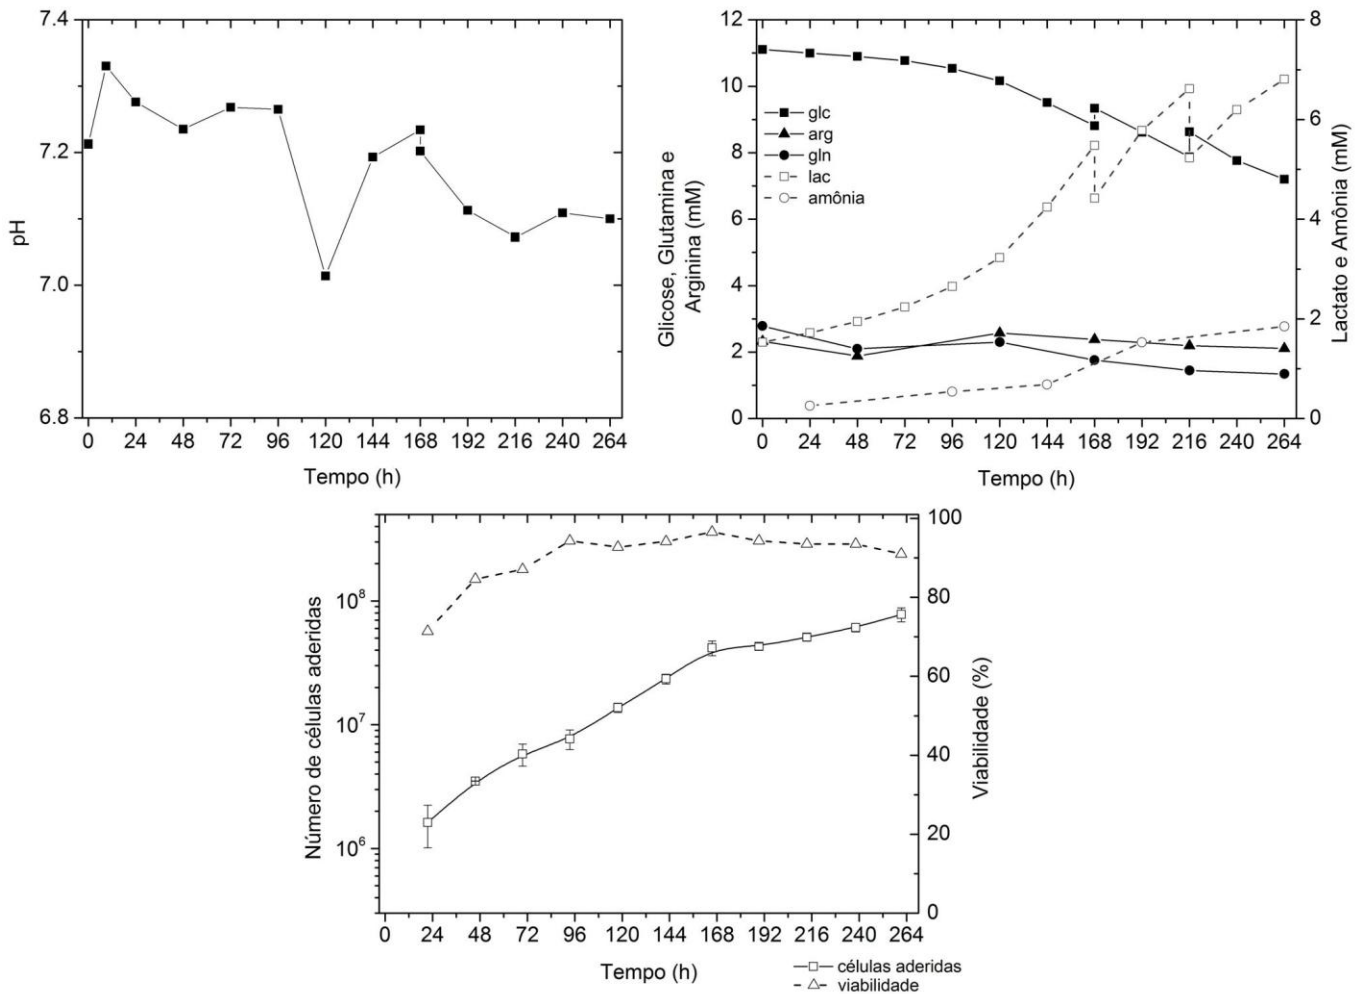 7.4
7.2
7.0
6.8
pH
0 24 48 72 96 120 144 168 192 216 240 264
Tempo (h)
12
10
8
6
4
2
0
Glicose, Glutamina e
Arginina (mM)
glc
arg
gln
lac
amônia
8
6
4
2
0
Lactato e Amônia (mM)
0 24 48 72 96 120 144 168 192 216 240 264
Tempo (h)
10⁸
10⁷
10⁶
Número de células aderidas
100
80
60
40
20
0
Viabilidade (%)
0 24 48 72 96 120 144 168 192 216 240 264
Tempo (h)
células aderidas
viabilidade